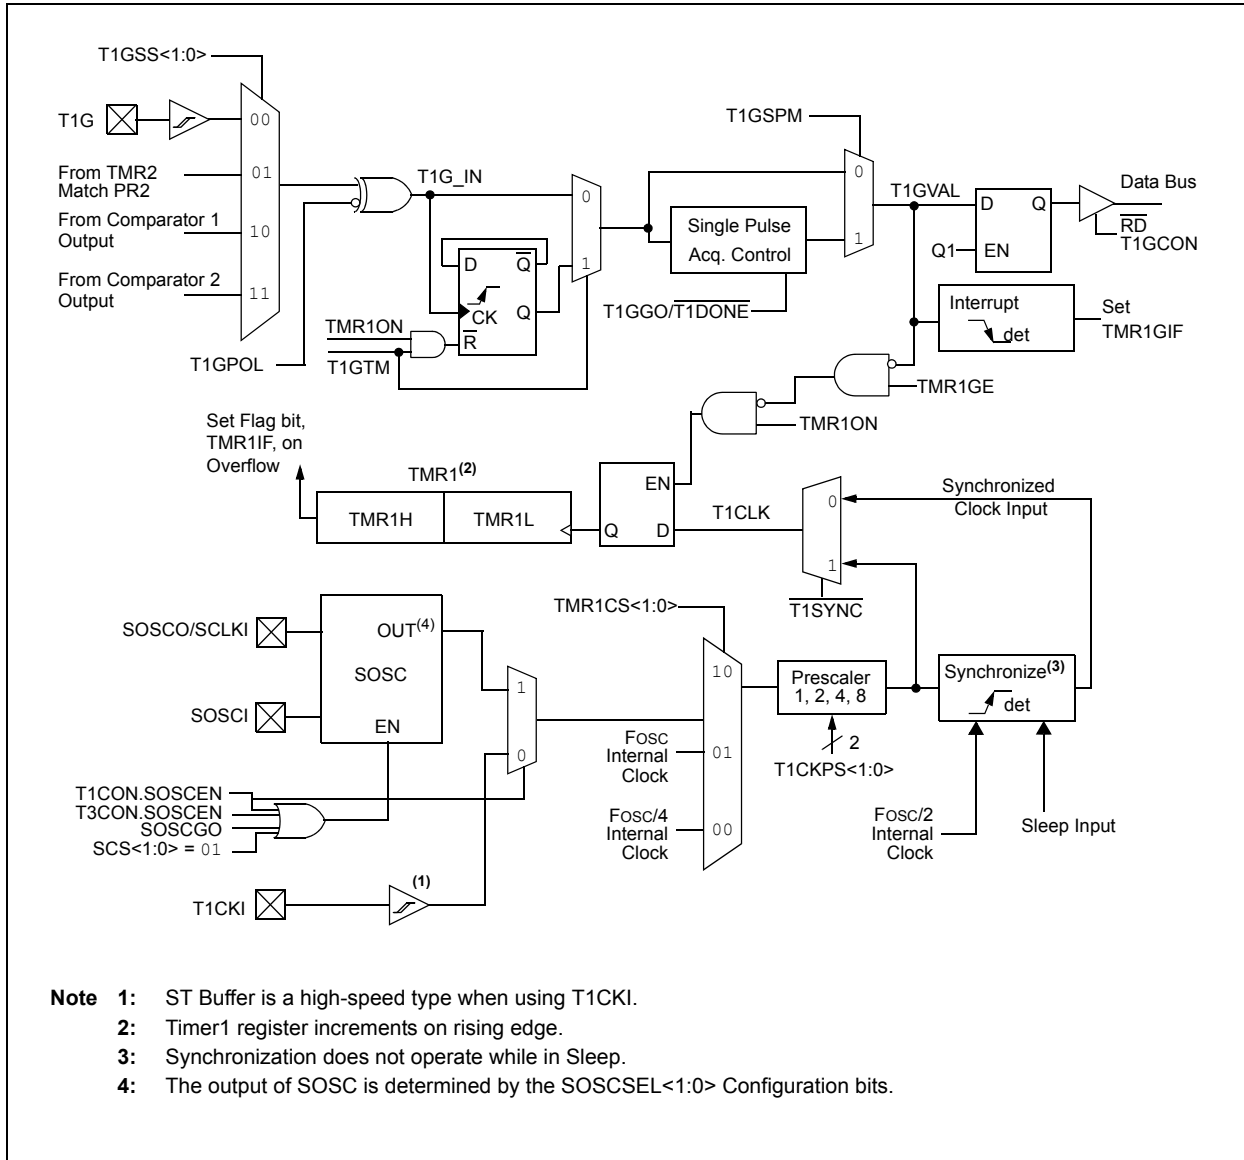 T1GSS<1:0>
T1G
00
From TMR2
Match PR2
01
From Comparator 1
Output
10
From Comparator 2
Output
11
T1GPOL
T1G_IN
0
1
D
Q
CK
Q
R
TMR1ON
T1GTM
T1GSPM
0
1
Single Pulse
Acq. Control
T1GGO/T1DONE
T1GVAL
D
Q
Q1
EN
Data Bus
RD
T1GCON
Interrupt
det
Set
TMR1GIF
TMR1GE
TMR1ON
Set Flag bit,
TMR1IF, on
Overflow
TMR1(2)
TMR1H
TMR1L
EN
Q
D
T1CLK
0
1
T1SYNC
Synchronized
Clock Input
SOSCO/SCLKI
OUT(4)
SOSC
SOSCI
EN
1
0
T1CON.SOSCEN
T3CON.SOSCEN
SOSCGO
SCS<1:0> = 01
T1CKI
(1)
TMR1CS<1:0>
10
FOSC
Internal
Clock
01
FOSC/4
Internal
Clock
00
Prescaler
1, 2, 4, 8
2
T1CKPS<1:0>
Synchronize(3)
det
FOSC/2
Internal
Clock
Sleep Input
Note 1: ST Buffer is a high-speed type when using T1CKI.
2: Timer1 register increments on rising edge.
3: Synchronization does not operate while in Sleep.
4: The output of SOSC is determined by the SOSCSEL<1:0> Configuration bits.